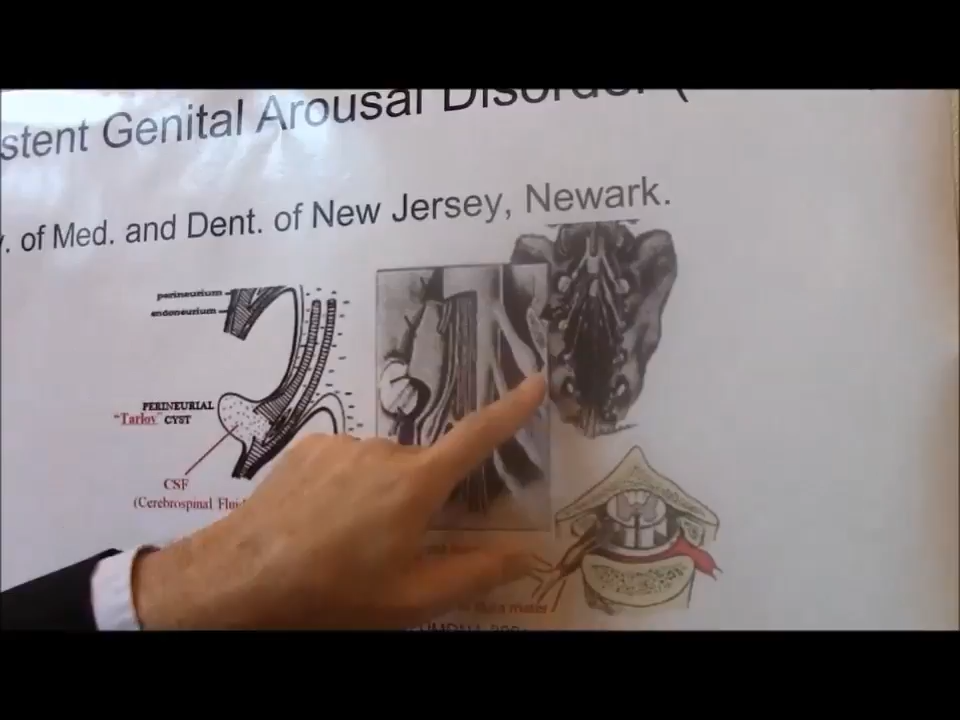 stent Genital Arousal Disorder (
. of Med. and Dent. of New Jersey, Newark.
perineurium
endoneurium
PERINEURIAL
"Tarlov" CYST
CSF
(Cerebrospinal Flui
mater